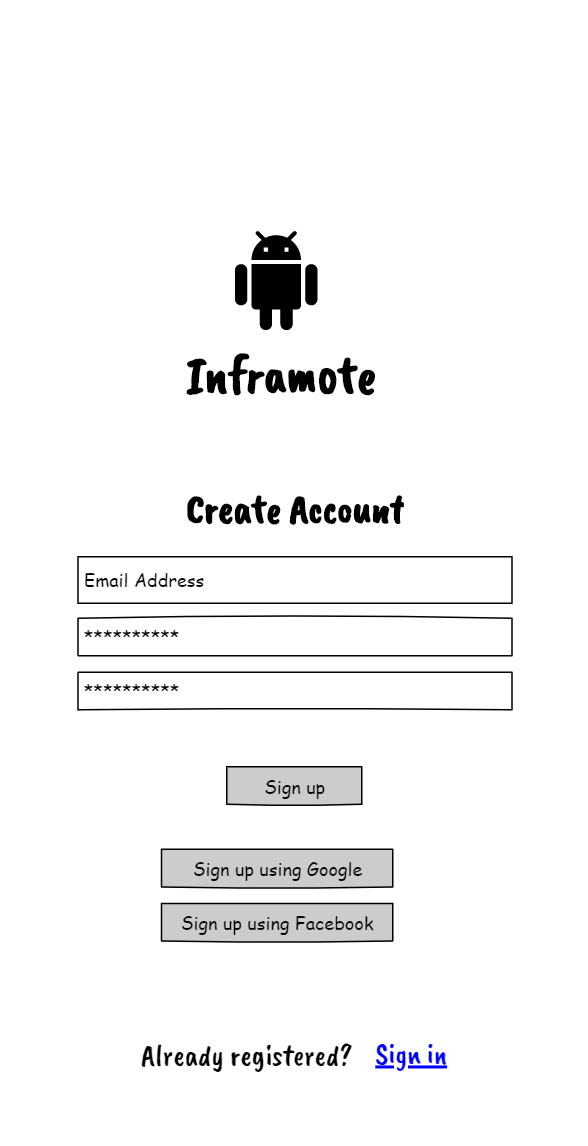 Inframote
Create Account
Email Address
**********
**********
Sign up
Sign up using Google
Sign up using Facebook
Already registered? Sign in